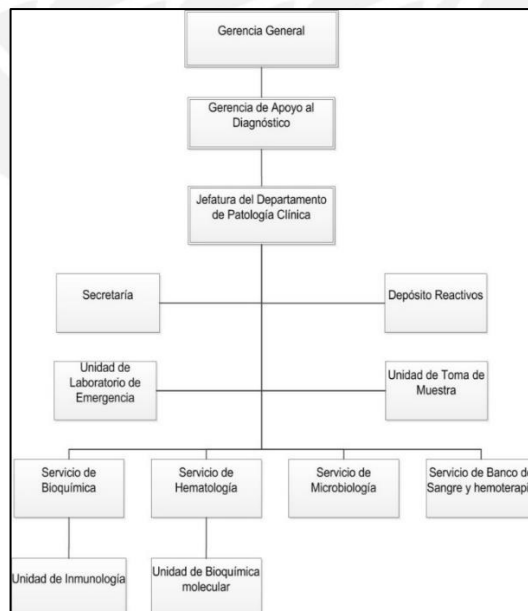 Gerencia General
Gerencia de Apoyo al
Diagnóstico
Jefatura del Departamento
de Patología Clínica
Secretaría
Depósito Reactivos
Unidad de
Laboratorio de
Emergencia
Unidad de Toma de
Muestra
Servicio de
Bioquímica
Servicio de
Hematología
Servicio de
Microbiología
Servicio de Banco de
Sangre y hemoterapi
Unidad de Inmunología
Unidad de Bioquímica
molecular